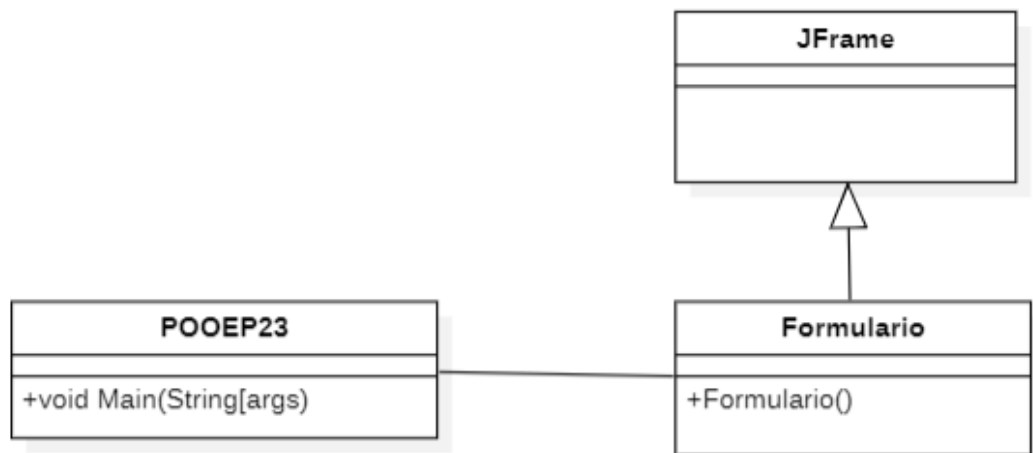 JFrame
POOEP23
+void Main(String[args)
Formulario
+Formulario()